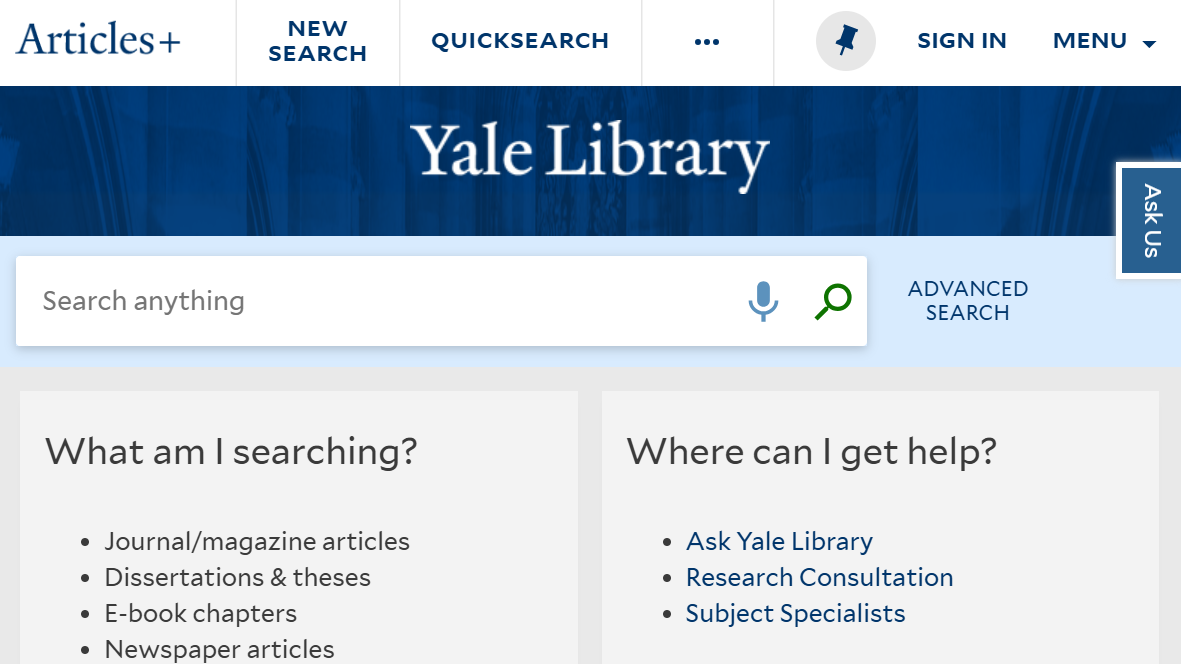 Articles+
NEW
SEARCH
QUICKSEARCH
...
SIGN IN
MENU
Yale Library
Ask Us
Search anything
ADVANCED
SEARCH
What am I searching?
• Journal/magazine articles
• Dissertations & theses
• E-book chapters
• Newspaper articles
Where can I get help?
• Ask Yale Library
• Research Consultation
• Subject Specialists